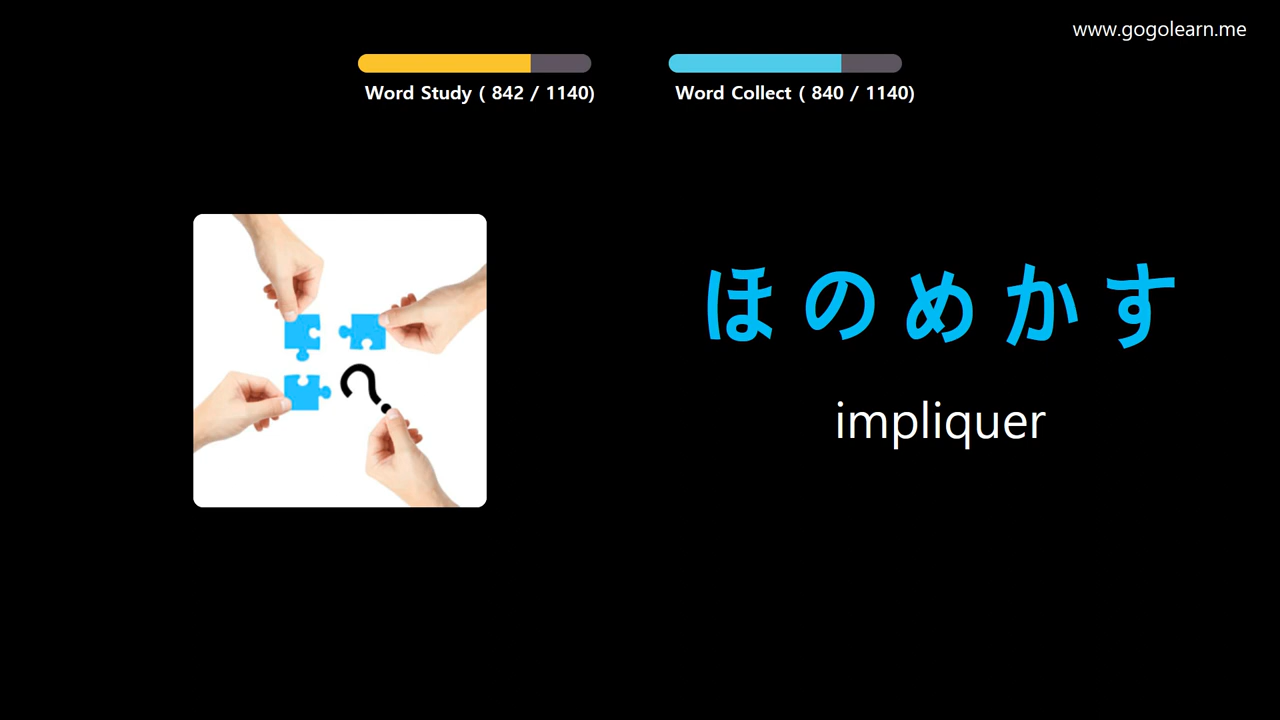 www.gogolearn.me
Word Study ( 842 / 1140)
Word Collect ( 840 / 1140)
?
ほのめかす
impliquer